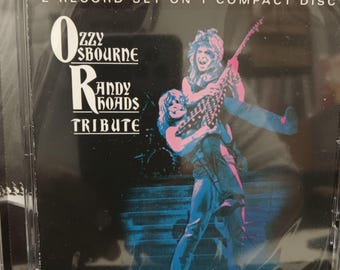 2 RECORD SET ON 1 COMPACT DISC
OZZY
OSBOURNE
RANDY
RHOADS
TRIBUTE